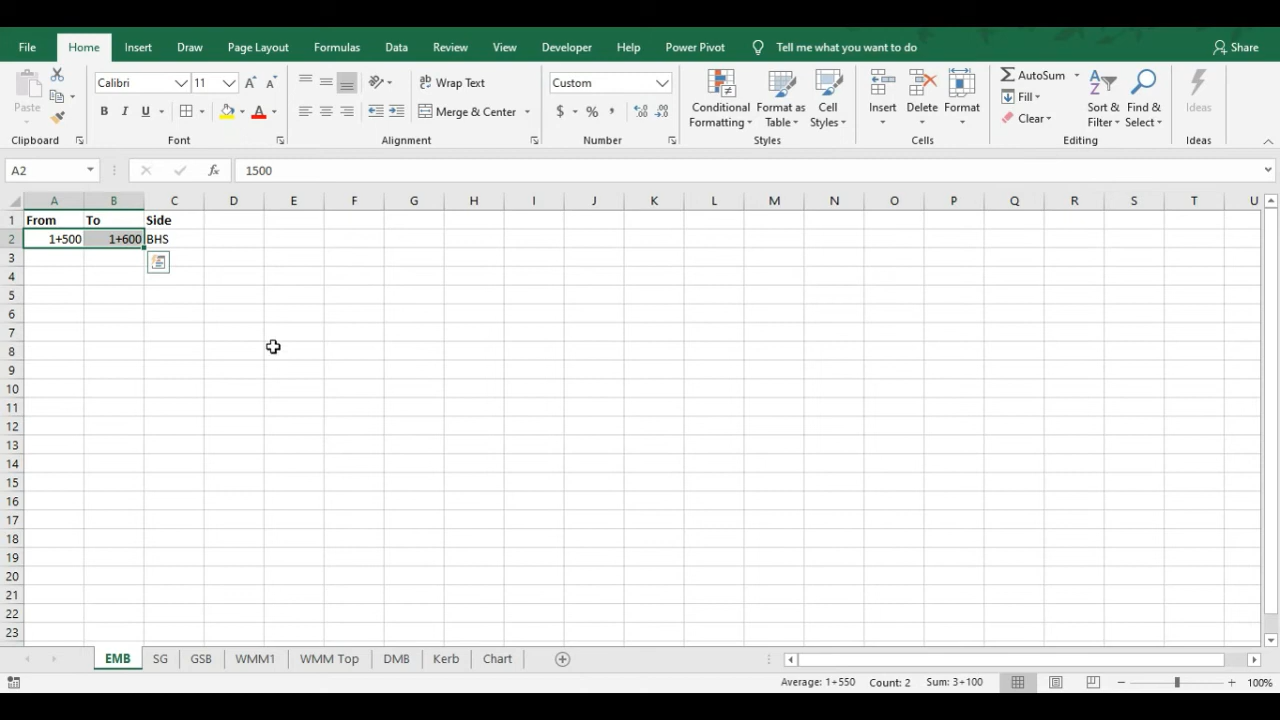 File Home Insert Draw Page Layout Formulas Data Review View Developer Help Power Pivot Tell me what you want to do Share
Calibri 11 Wrap Text Custom AutoSum
Paste B I U A Merge & Center $ % , Conditional Formatting Format as Table Cell Styles Insert Delete Format Fill Sort & Filter Find & Select Ideas
Clear
Clipboard Font Alignment Number Styles Cells Editing Ideas
A2 fx 1500
A B C D E F G H I J K L M N O P Q R S T U
1 From To Side
2 1+500 1+600 BHS
3
4
5
6
7
8
9
10
11
12
13
14
15
16
17
18
19
20
21
22
23
EMB SG GSB WMM1 WMM Top DMB Kerb Chart
Average: 1+550 Count: 2 Sum: 3+100 100%